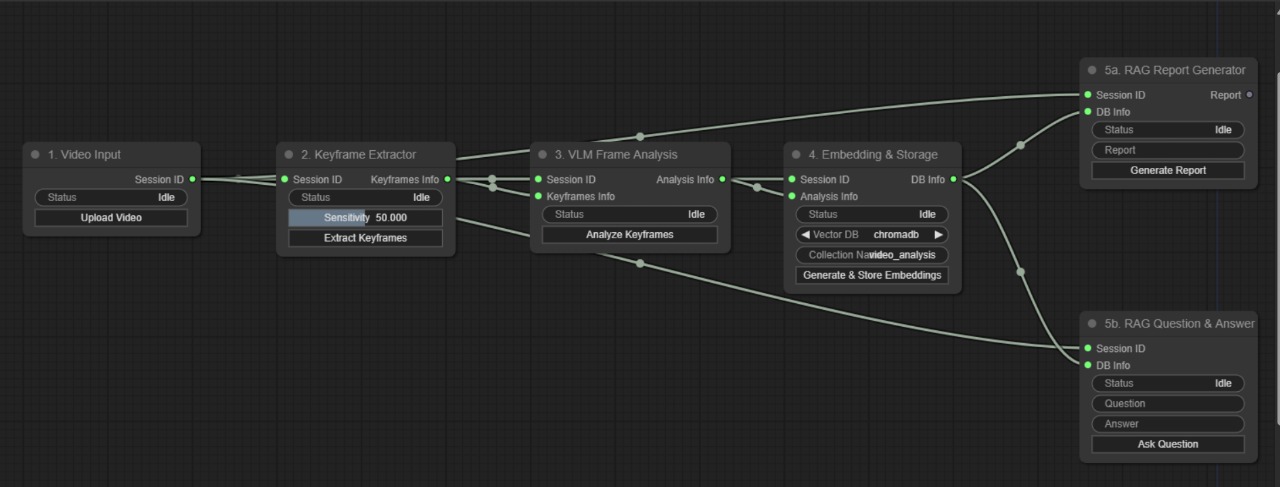 1. Video Input
Session ID
Status Idle
Upload Video
2. Keyframe Extractor
Session ID Keyframes Info
Status Idle
Sensitivity 50.000
Extract Keyframes
3. VLM Frame Analysis
Session ID Analysis Info
Keyframes Info
Status Idle
Analyze Keyframes
4. Embedding & Storage
Session ID DB Info
Analysis Info
Status Idle
Vector DB chromadb
Collection video_analysis
Generate & Store Embeddings
5a. RAG Report Generator
Session ID Report
DB Info
Status Idle
Report
Generate Report
5b. RAG Question & Answer
Session ID
DB Info
Status Idle
Question
Answer
Ask Question